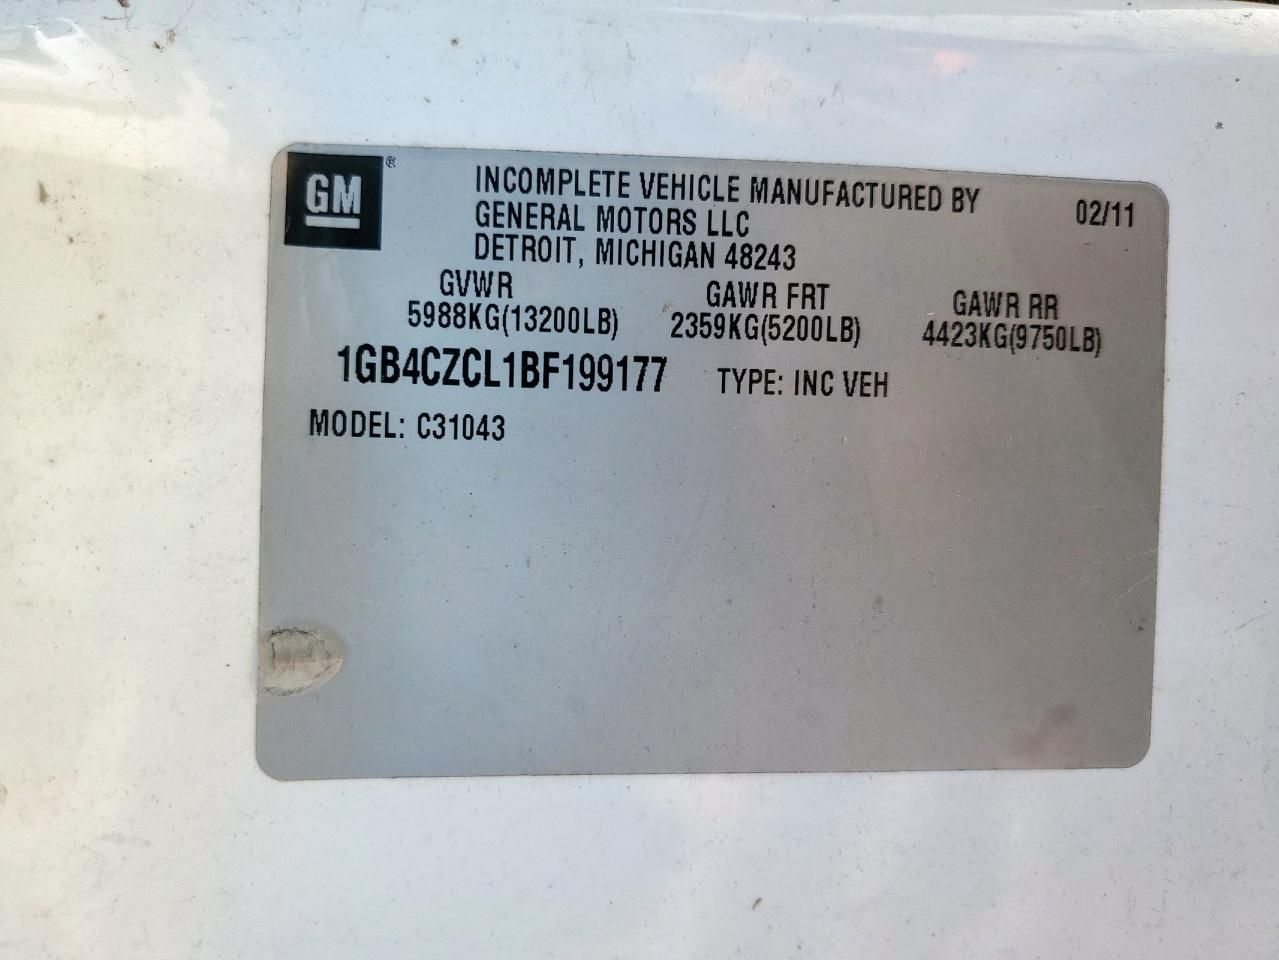 GM ®
INCOMPLETE VEHICLE MANUFACTURED BY
GENERAL MOTORS LLC
DETROIT, MICHIGAN 48243
02/11
GVWR GAWR FRT GAWR RR
5988KG(13200LB) 2359KG(5200LB) 4423KG(9750LB)
1GB4CZCL1BF199177 TYPE: INC VEH
MODEL: C31043